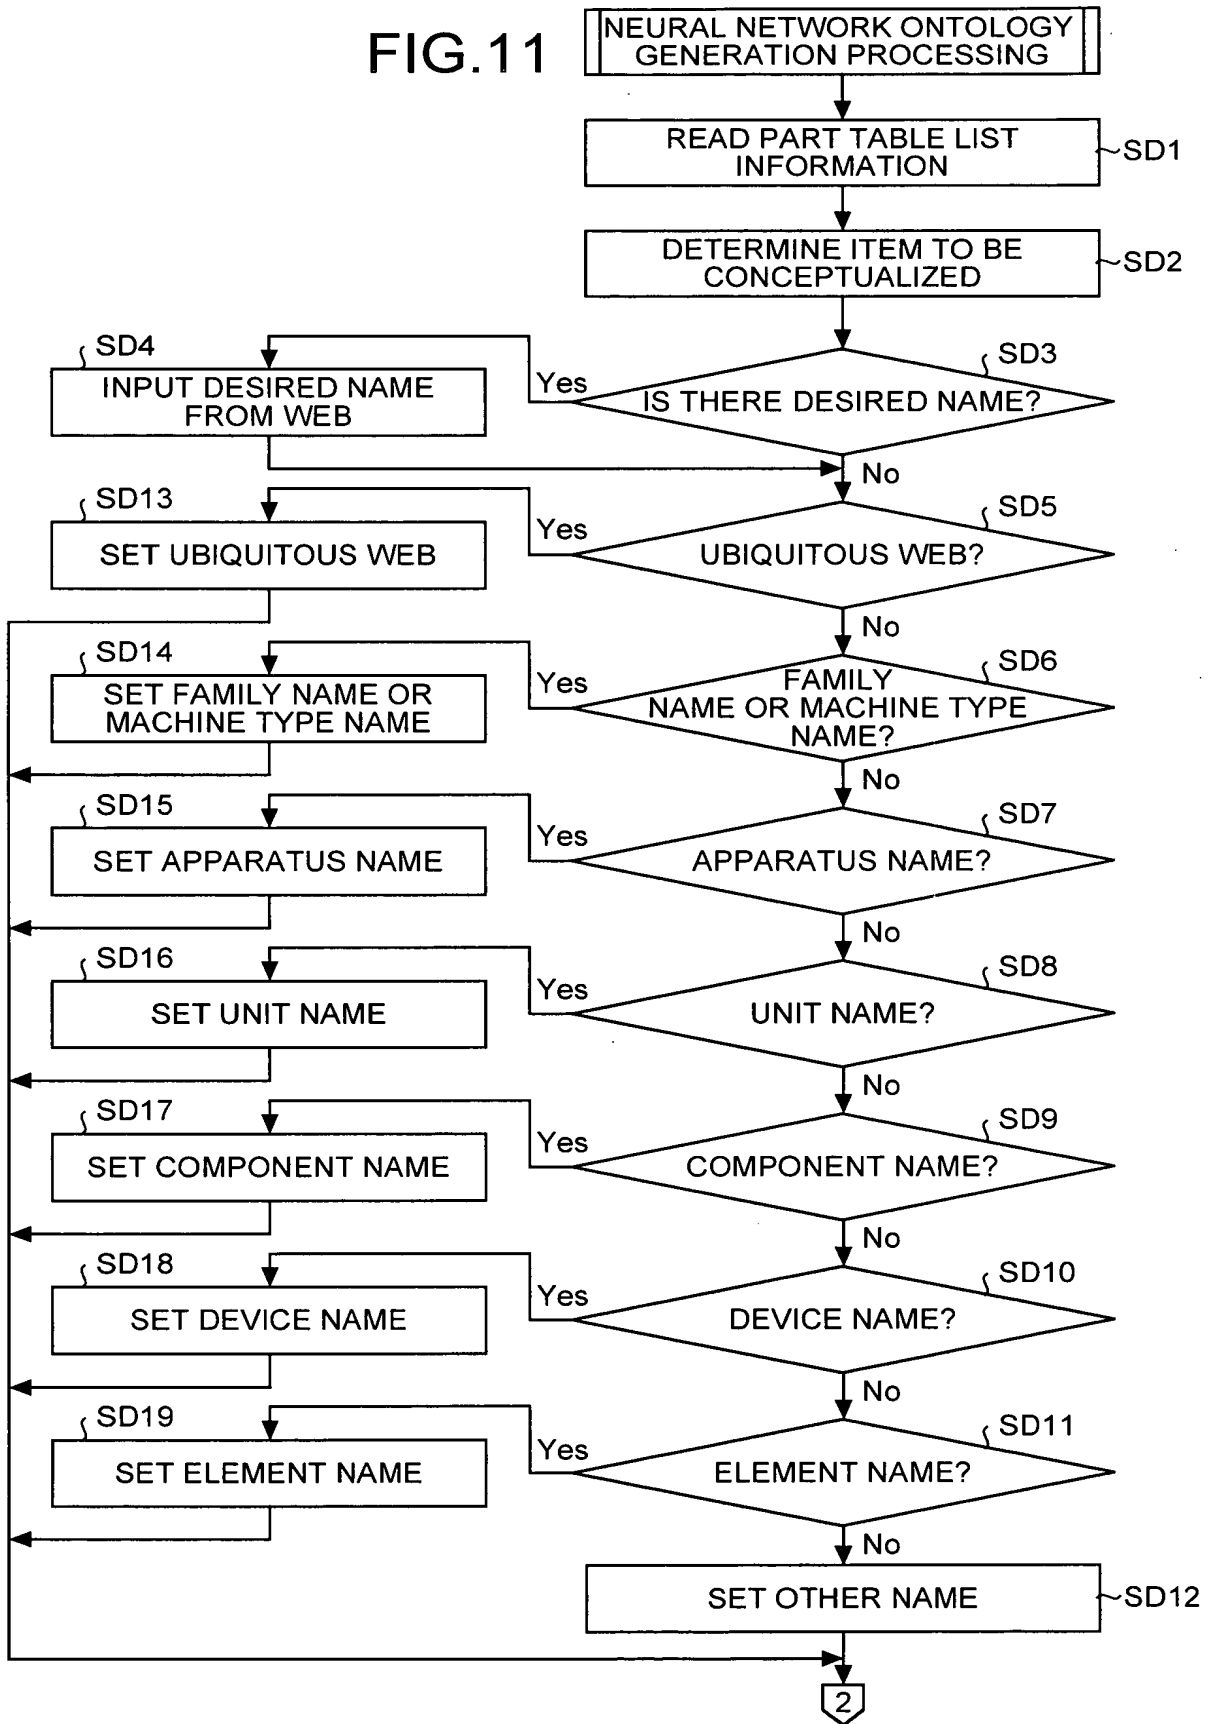 FIG.11
NEURAL NETWORK ONTOLOGY
GENERATION PROCESSING
READ PART TABLE LIST
INFORMATION
SD1
DETERMINE ITEM TO BE
CONCEPTUALIZED
SD2
SD4
INPUT DESIRED NAME
FROM WEB
Yes
SD3
IS THERE DESIRED NAME?
No
SD13
SET UBIQUITOUS WEB
Yes
SD5
UBIQUITOUS WEB?
No
SD14
SET FAMILY NAME OR
MACHINE TYPE NAME
Yes
SD6
FAMILY
NAME OR MACHINE TYPE
NAME?
No
SD15
SET APPARATUS NAME
Yes
SD7
APPARATUS NAME?
No
SD16
SET UNIT NAME
Yes
SD8
UNIT NAME?
No
SD17
SET COMPONENT NAME
Yes
SD9
COMPONENT NAME?
No
SD18
SET DEVICE NAME
Yes
SD10
DEVICE NAME?
No
SD19
SET ELEMENT NAME
Yes
SD11
ELEMENT NAME?
No
SET OTHER NAME
SD12
2